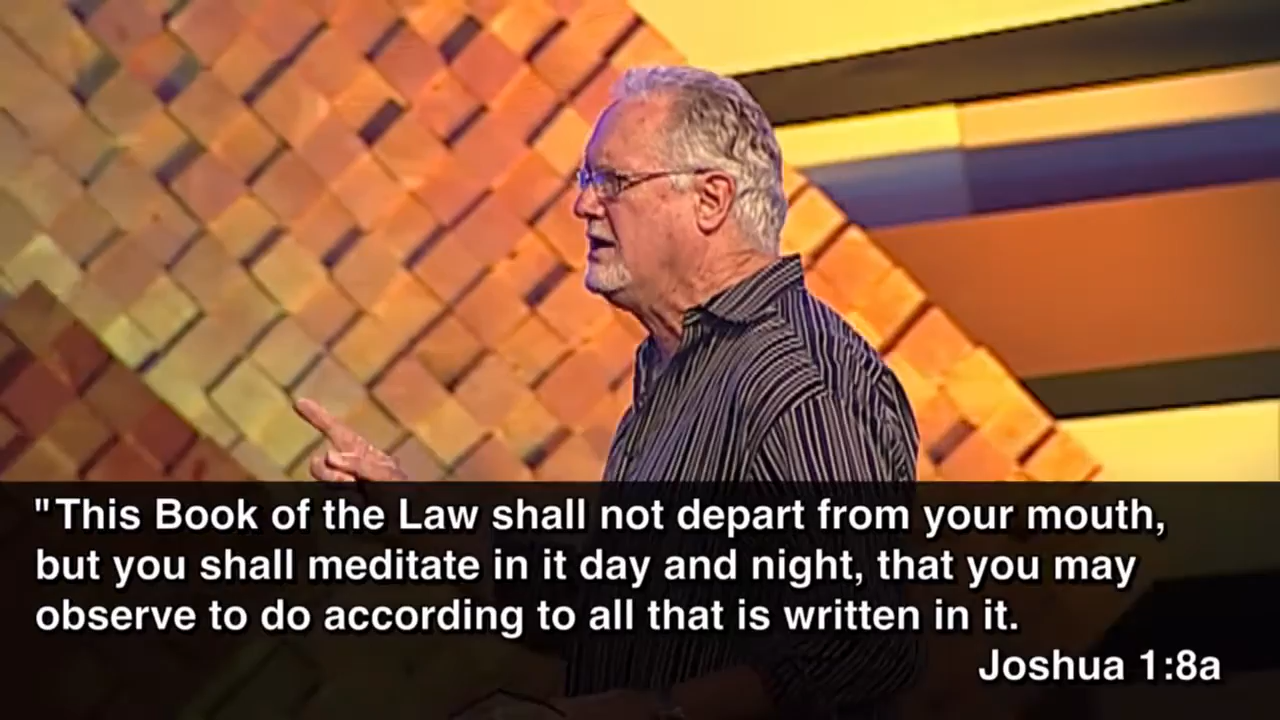 "This Book of the Law shall not depart from your mouth,
but you shall meditate in it day and night, that you may
observe to do according to all that is written in it.
Joshua 1:8a